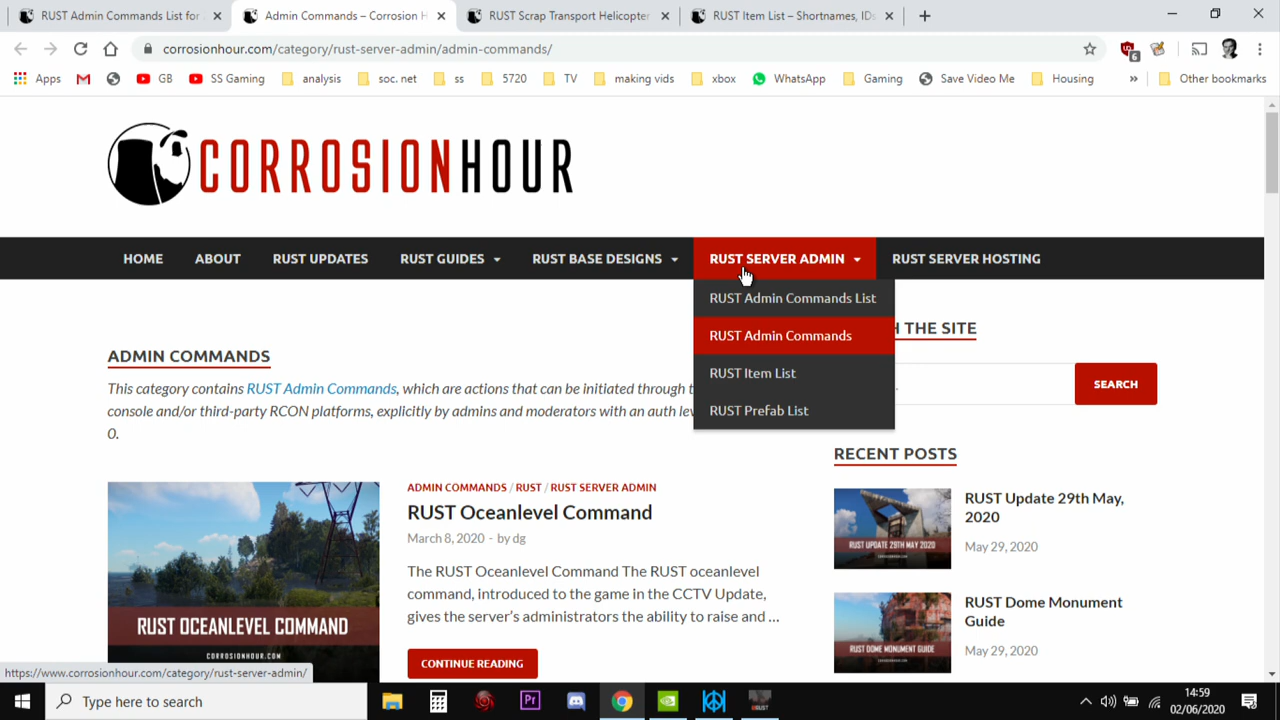 RUST Admin Commands List for
Admin Commands – Corrosion H
RUST Scrap Transport Helicopter
RUST Item List – Shortnames, IDs
corrosionhour.com/category/rust-server-admin/admin-commands/
6
Apps
GB
SS Gaming
analysis
soc. net
ss
5720
TV
making vids
xbox
WhatsApp
Gaming
Save Video Me
Housing
»
Other bookmarks
CORROSIONHOUR
HOME
ABOUT
RUST UPDATES
RUST GUIDES
RUST BASE DESIGNS
RUST SERVER ADMIN
RUST SERVER HOSTING
RUST Admin Commands List
RUST Admin Commands
RUST Item List
RUST Prefab List
ADMIN COMMANDS
This category contains RUST Admin Commands, which are actions that can be initiated through t
console and/or third-party RCON platforms, explicitly by admins and moderators with an auth lev
0.
ADMIN COMMANDS / RUST / RUST SERVER ADMIN
RUST Oceanlevel Command
March 8, 2020 - by dg
The RUST Oceanlevel Command The RUST oceanlevel
command, introduced to the game in the CCTV Update,
gives the server's administrators the ability to raise and ...
CONTINUE READING
RUST OCEANLEVEL COMMAND
CORROSIONHOUR.COM
H THE SITE
SEARCH
RECENT POSTS
RUST UPDATE 29TH MAY 2020
CORROSIONHOUR.COM
RUST Update 29th May,
2020
May 29, 2020
RUST DOME MONUMENT GUIDE
CORROSIONHOUR.COM
RUST Dome Monument
Guide
May 29, 2020
https://www.corrosionhour.com/category/rust-server-admin/
Type here to search
Pr
RUST
14:59
02/06/2020